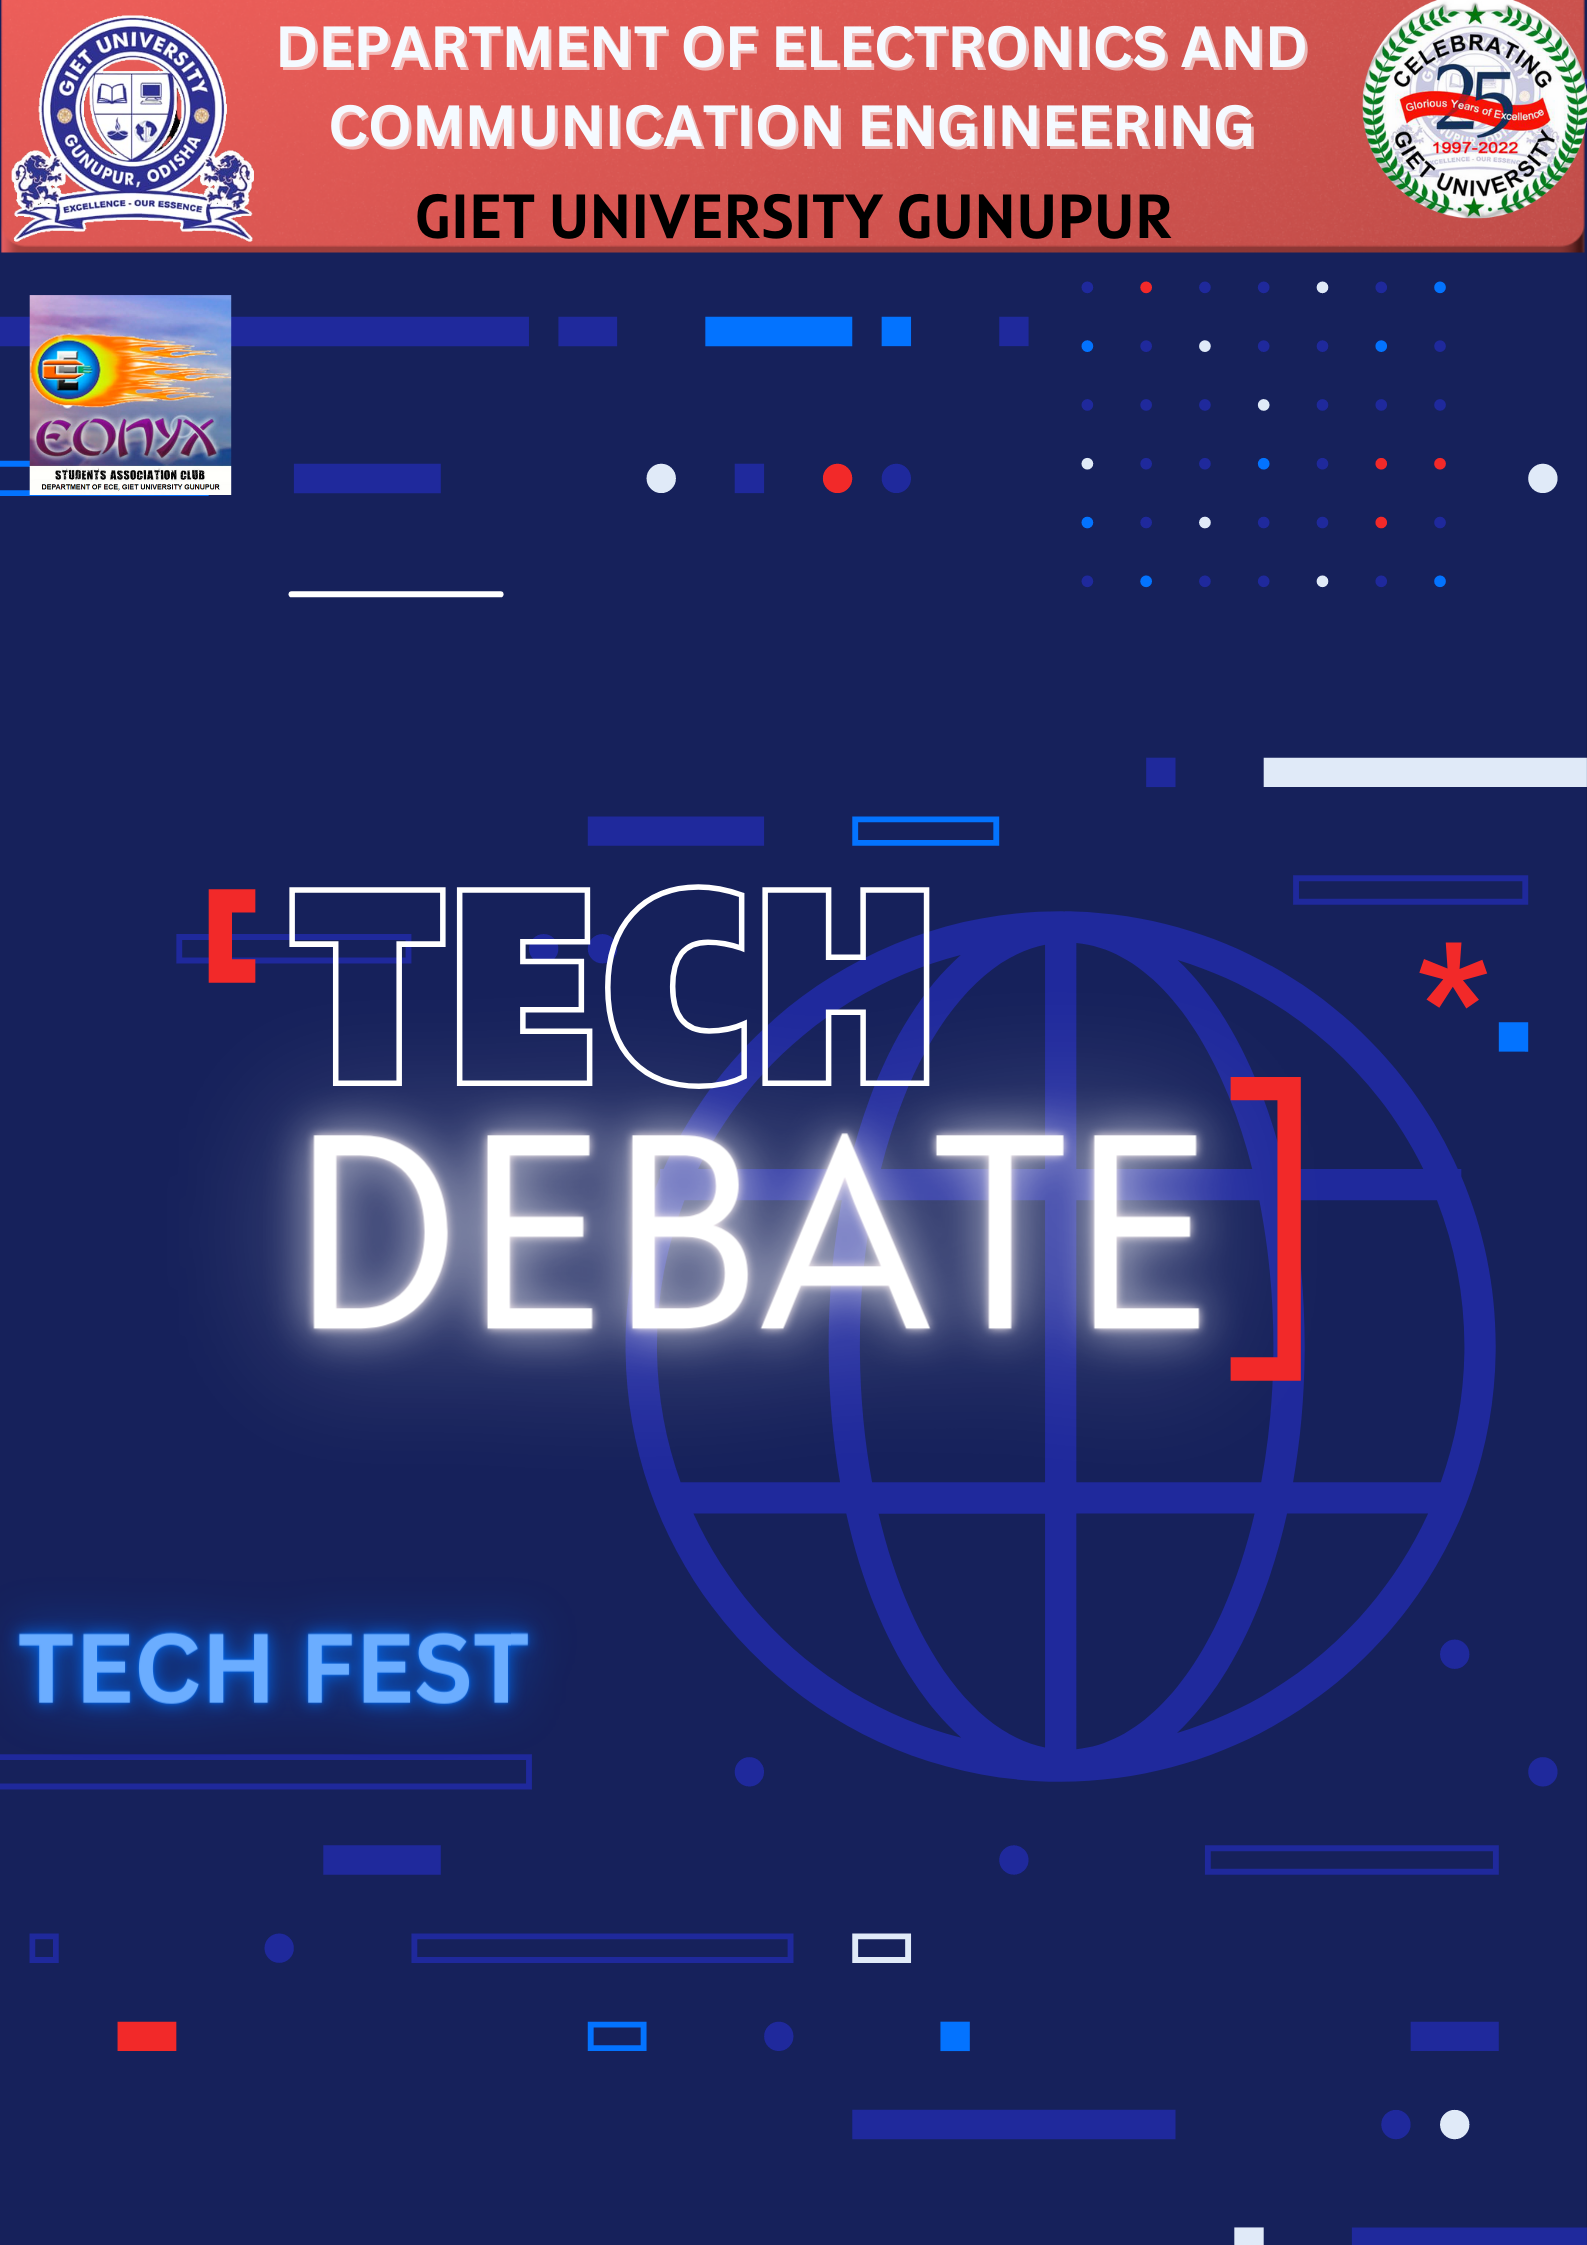 DEPARTMENT OF ELECTRONICS AND
COMMUNICATION ENGINEERING
GIET UNIVERSITY GUNUPUR
GIET UNIVERSITY
GUNUPUR, ODISHA
EXCELLENCE - OUR ESSENCE
CELEBRATING
25
Glorious Years of Excellence
1997-2022
GIET UNIVERSITY
E
EONYX
STUDENTS ASSOCIATION CLUB
DEPARTMENT OF ECE, GIET UNIVERSITY GUNUPUR
[TECH
DEBATE]
*
TECH FEST